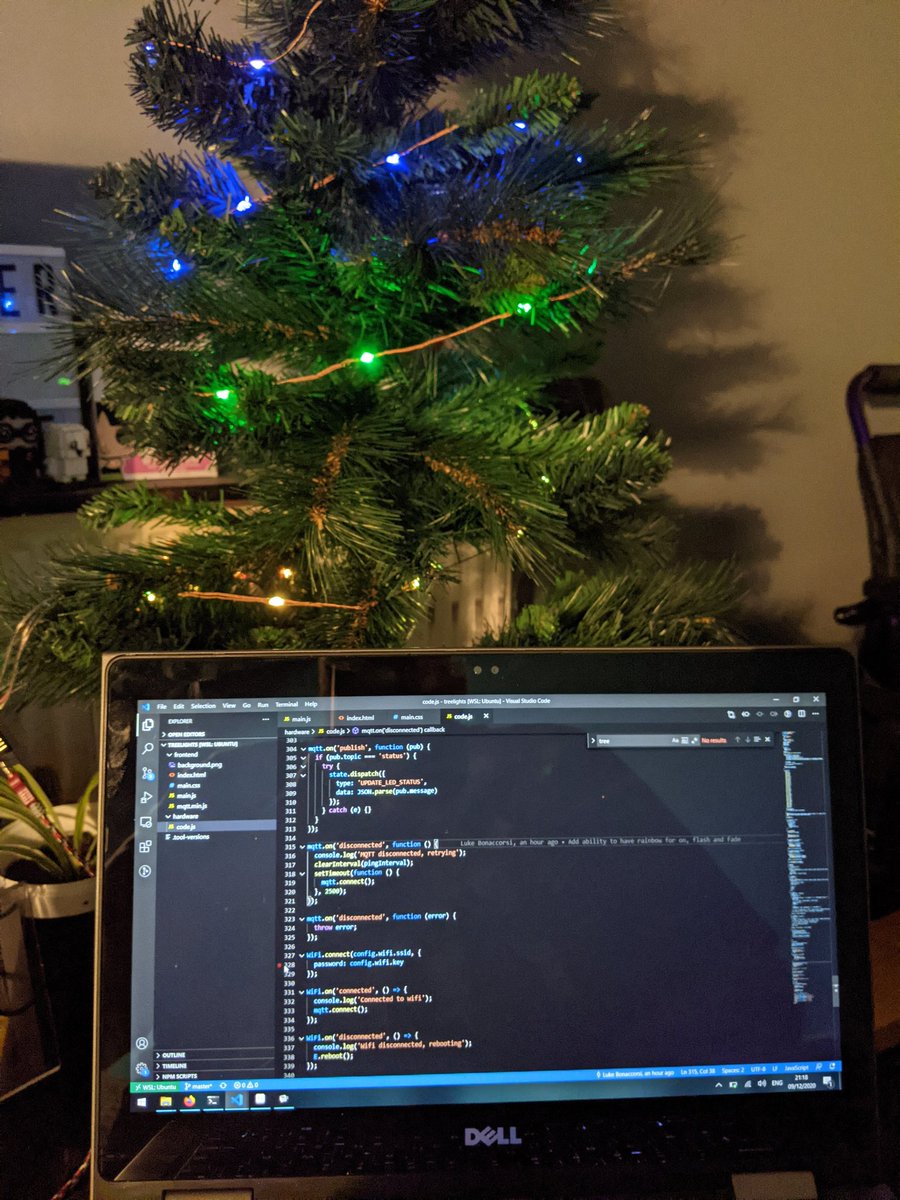 E N
File Edit Selection View Go Run Terminal Help
code.js - treelights [WSL: Ubuntu] - Visual Studio Code
EXPLORER
OPEN EDITORS
TREELIGHTS [WSL: UBUNTU]
frontend
background.png
index.html
main.css
main.js
mqtt.min.js
hardware
code.js
.tool-versions
OUTLINE
TIMELINE
NPM SCRIPTS
main.js index.html main.css code.js
hardware > code.js > mqtt.on('disconnected') callback
tree No results
303
304 mqtt.on('publish', function (pub) {
305 if (pub.topic === 'status') {
306 try {
307 state.dispatch({
308 type: 'UPDATE_LED_STATUS',
309 data: JSON.parse(pub.message)
310 });
311 } catch (e) {}
312 }
313 });
314
315 mqtt.on('disconnected', function () { Luke Bonaccorsi, an hour ago • Add ability to have rainbow for on, flash and fade
316 console.log('MQTT disconnected, retrying');
317 clearInterval(pingInterval);
318 setTimeout(function () {
319 mqtt.connect();
320 }, 2500);
321 });
322
323 mqtt.on('disconnected', function (error) {
324 throw error;
325 });
326
327 Wifi.connect(config.wifi.ssid, {
328 password: config.wifi.key
329 });
330
331 Wifi.on('connected', () => {
332 console.log('Connected to wifi');
333 mqtt.connect();
334 });
335
336 Wifi.on('disconnected', () => {
337 console.log('Wifi disconnected, rebooting');
338 E.reboot();
339 });
340
WSL: Ubuntu master* 0 0 Luke Bonaccorsi, an hour ago Ln 315, Col 38 Spaces: 2 UTF-8 LF JavaScript
ENG 21:18
09/12/2020
DELL